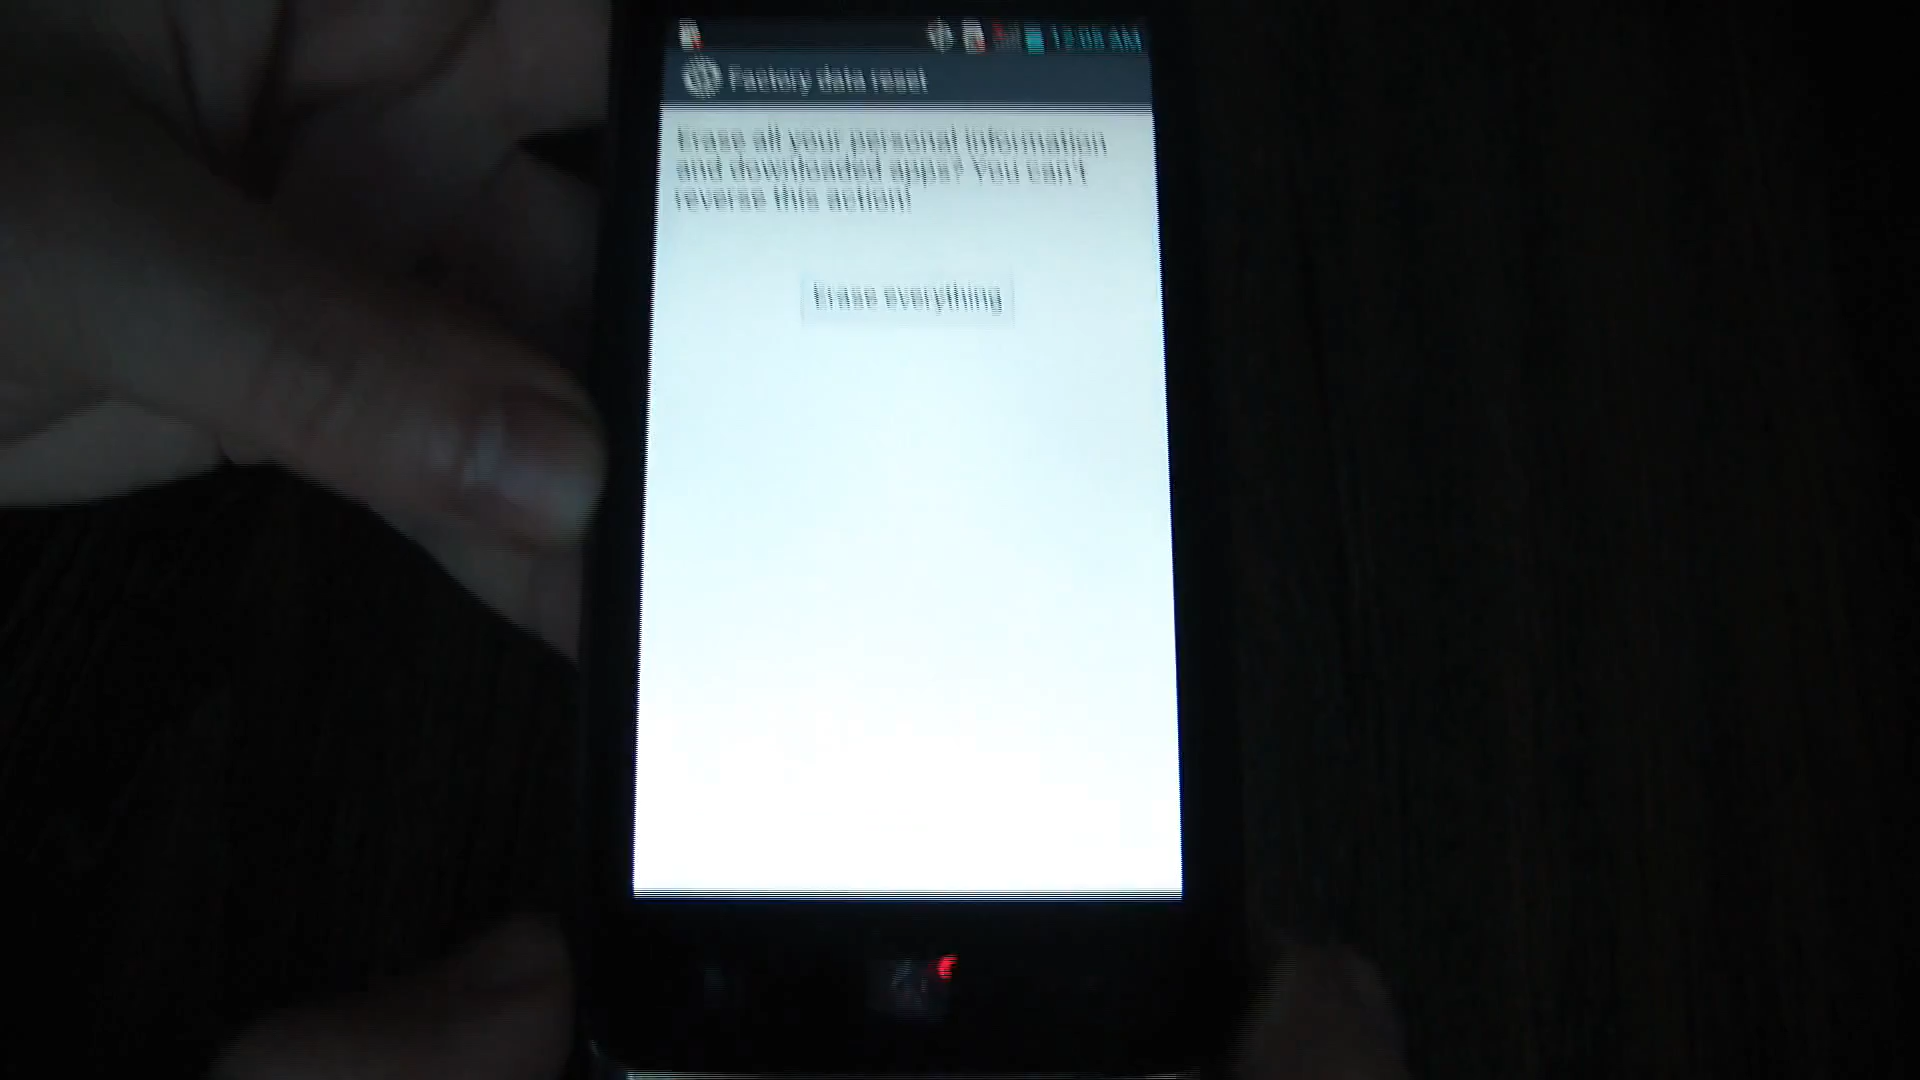 Factory data reset
Erase all your personal information
and downloaded apps? You can't
reverse this action!
Erase everything